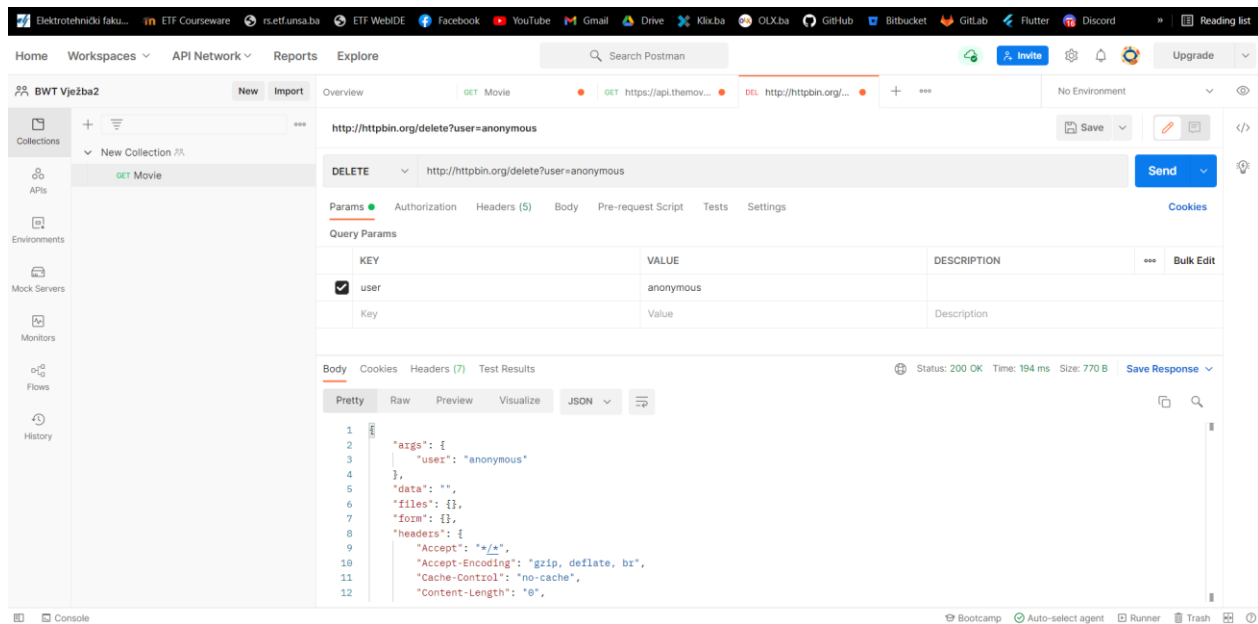 Elektrotehnički faku... ETF Courseware rs.etf.unsa.ba ETF WebIDE Facebook YouTube Gmail Drive Klix.ba OLX.ba GitHub Bitbucket GitLab Flutter Discord » Reading list
Home Workspaces API Network Reports Explore Search Postman Invite Upgrade
BWT Vježba2 New Import Overview GET Movie GET https://api.themov... DEL http://httpbin.org/... No Environment
Collections
New Collection
GET Movie
APIs
Environments
Mock Servers
Monitors
Flows
History
http://httpbin.org/delete?user=anonymous Save
DELETE http://httpbin.org/delete?user=anonymous Send
Params Authorization Headers (5) Body Pre-request Script Tests Settings Cookies
Query Params
KEY VALUE DESCRIPTION Bulk Edit
user anonymous
Key Value Description
Body Cookies Headers (7) Test Results Status: 200 OK Time: 194 ms Size: 770 B Save Response
Pretty Raw Preview Visualize JSON
1 {
2 "args": {
3 "user": "anonymous"
4 },
5 "data": "",
6 "files": {},
7 "form": {},
8 "headers": {
9 "Accept": "*/*",
10 "Accept-Encoding": "gzip, deflate, br",
11 "Cache-Control": "no-cache",
12 "Content-Length": "0",
Console Bootcamp Auto-select agent Runner Trash